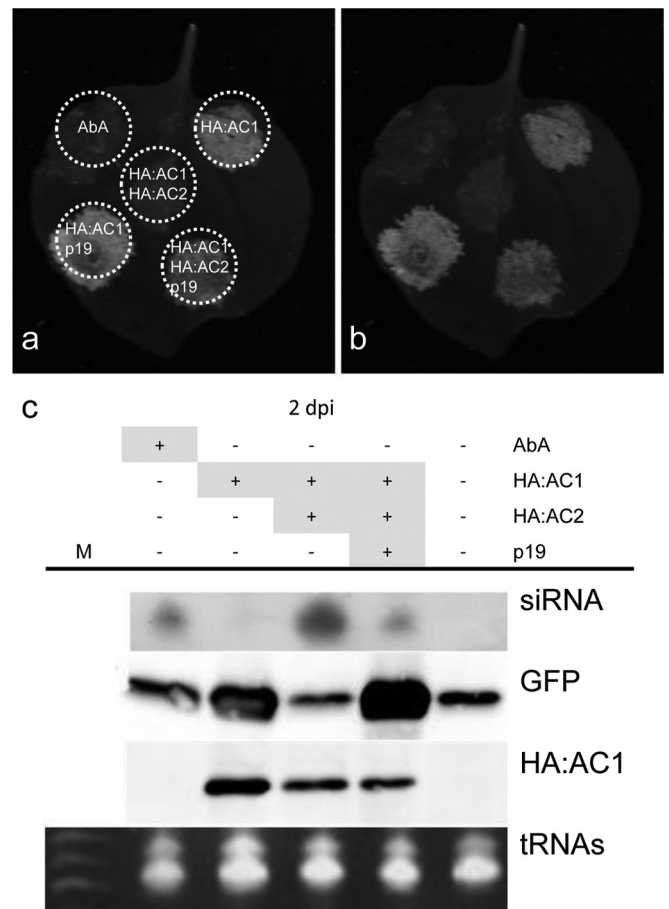 AbA
HA:AC1
HA:AC1
HA:AC2
HA:AC1
p19
HA:AC1
HA:AC2
p19
a
b
c
2 dpi
+ - - - - AbA
- + + + - HA:AC1
- - + + - HA:AC2
M - - - + - p19
siRNA
GFP
HA:AC1
tRNAs